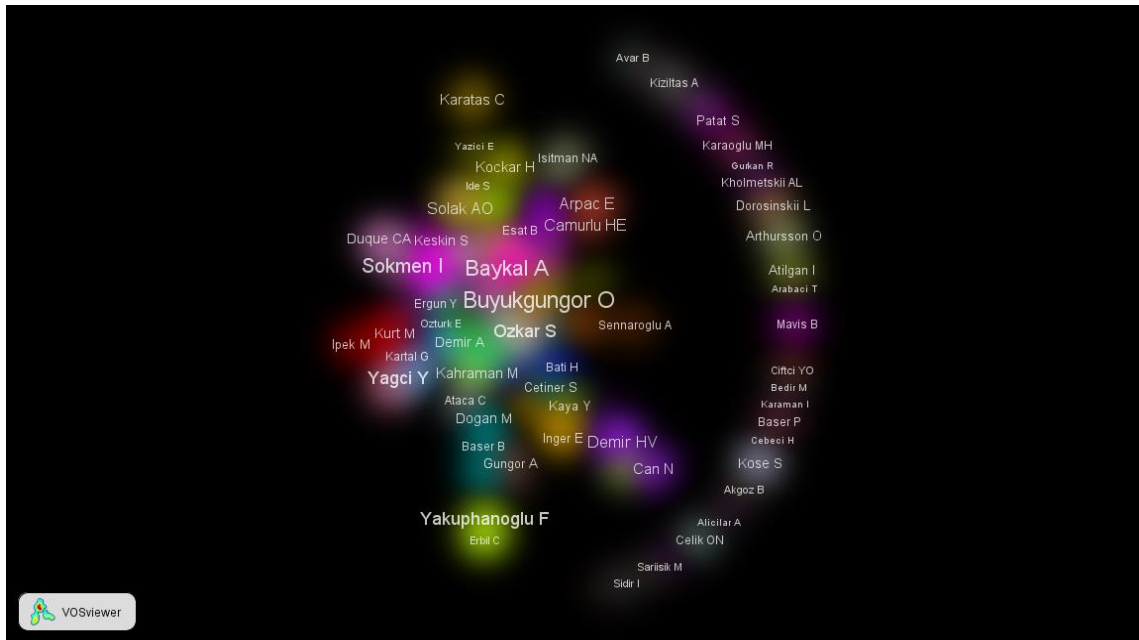 Avar B
Kiziltas A
Karatas C
Patat S
Yazici E
Karaoglu MH
Isitman NA
Kockar H
Gurkan R
Kholmetskii AL
Ide S
Arpac E
Dorosinskii L
Solak AO
Camurlu HE
Esat B
Arthursson O
Duque CA
Keskin S
Sokmen I
Baykal A
Atilgan I
Arabaci T
Buyukgungor O
Ergun Y
Ozturk E
Mavis B
Sennaroglu A
Ozkar S
Kurt M
Demir A
Ipek M
Kartal G
Bati H
Ciftci YO
Kahraman M
Yagci Y
Cetiner S
Bedir M
Ataca C
Kaya Y
Karaman I
Dogan M
Baser P
Inger E
Cebeci H
Demir HV
Baser B
Gungor A
Kose S
Can N
Akgoz B
Yakuphanoglu F
Alicilar A
Erbil C
Celik ON
Sariisik M
Sidir I
VOSviewer